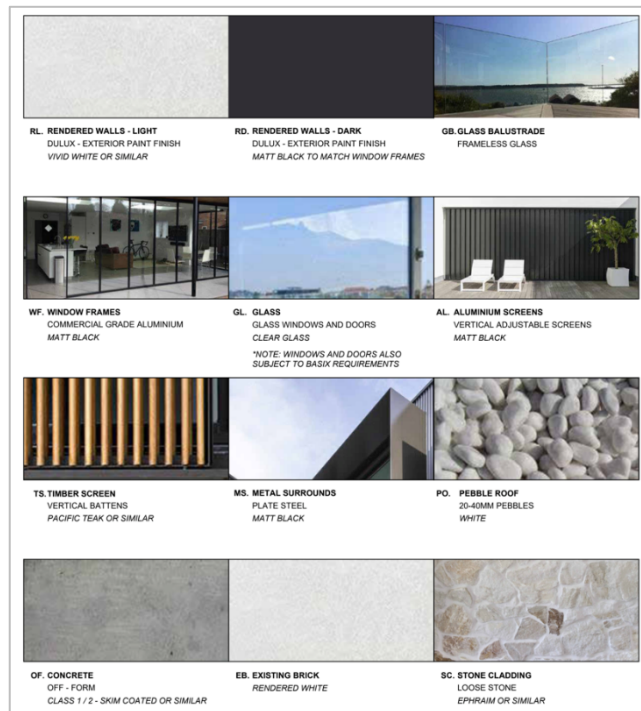 RL. RENDERED WALLS - LIGHT
DULUX - EXTERIOR PAINT FINISH
VIVID WHITE OR SIMILAR
RD. RENDERED WALLS - DARK
DULUX - EXTERIOR PAINT FINISH
MATT BLACK TO MATCH WINDOW FRAMES
GB. GLASS BALUSTRADE
FRAMELESS GLASS
WF. WINDOW FRAMES
COMMERCIAL GRADE ALUMINIUM
MATT BLACK
GL. GLASS
GLASS WINDOWS AND DOORS
CLEAR GLASS
*NOTE: WINDOWS AND DOORS ALSO
SUBJECT TO BASIX REQUIREMENTS
AL. ALUMINIUM SCREENS
VERTICAL ADJUSTABLE SCREENS
MATT BLACK
TS. TIMBER SCREEN
VERTICAL BATTENS
PACIFIC TEAK OR SIMILAR
MS. METAL SURROUNDS
PLATE STEEL
MATT BLACK
PO. PEBBLE ROOF
20-40MM PEBBLES
WHITE
OF. CONCRETE
OFF - FORM
CLASS 1 / 2 - SKIM COATED OR SIMILAR
EB. EXISTING BRICK
RENDERED WHITE
SC. STONE CLADDING
LOOSE STONE
EPHRAIM OR SIMILAR